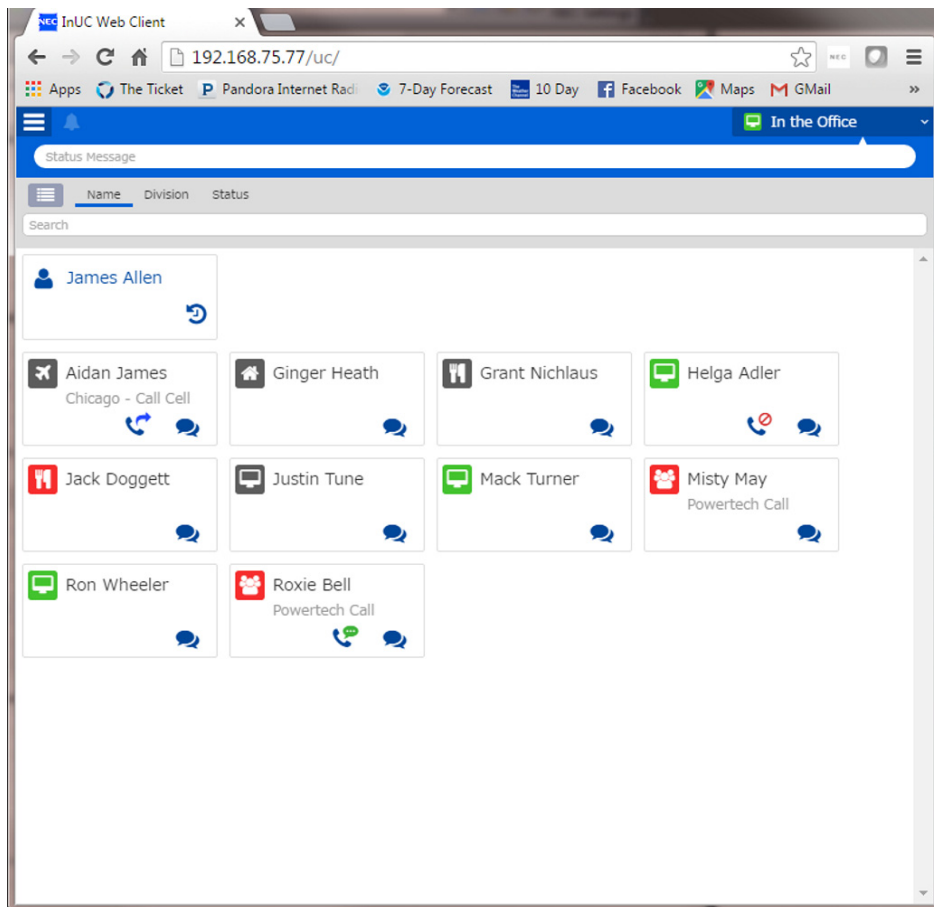 NEC InUC Web Client
192.168.75.77/uc/
NEC
Apps The Ticket P Pandora Internet Radi 7-Day Forecast 10 Day Facebook Maps GMail »
In the Office
Status Message
Name Division Status
Search
James Allen
Aidan James Ginger Heath Grant Nichlaus Helga Adler
Chicago - Call Cell
Jack Doggett Justin Tune Mack Turner Misty May
Powertech Call
Ron Wheeler Roxie Bell
Powertech Call